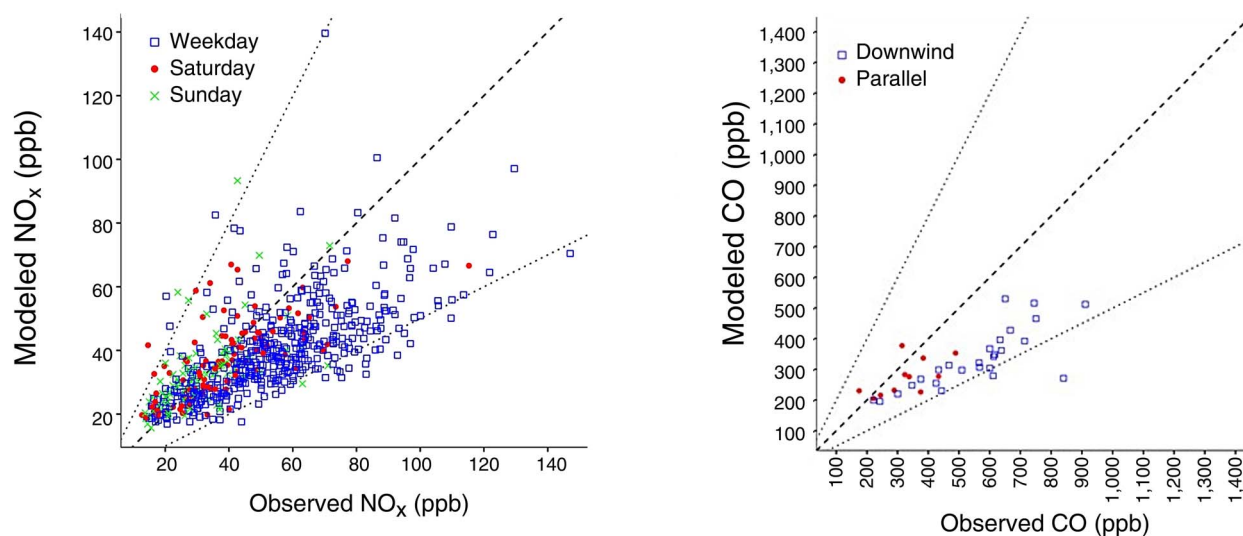 Modeled NOx (ppb)
140
120
100
80
60
40
20
Weekday
Saturday
Sunday
20 40 60 80 100 120 140
Observed NOx (ppb)
Modeled CO (ppb)
1,400
1,300
1,200
1,100
1,000
900
800
700
600
500
400
300
200
100
Downwind
Parallel
100 200 300 400 500 600 700 800 900 1,000 1,100 1,200 1,300 1,400
Observed CO (ppb)